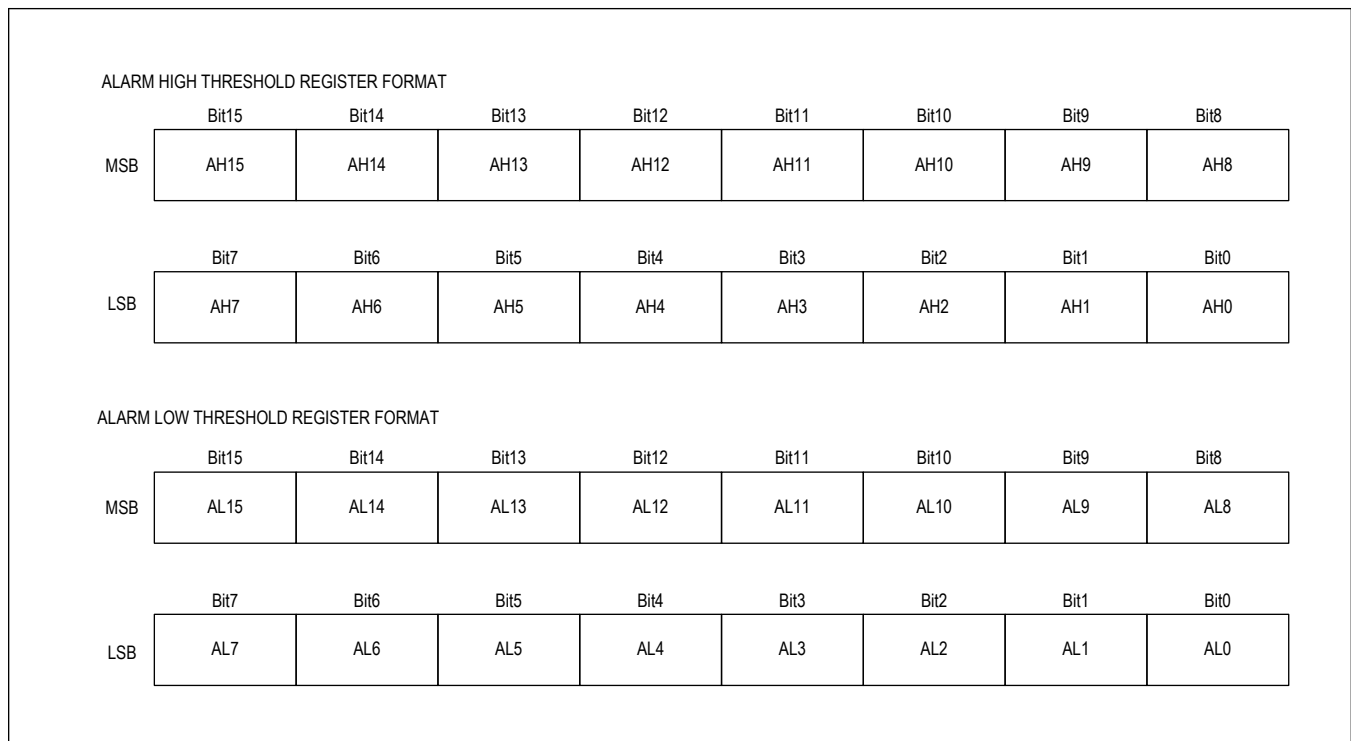 ALARM HIGH THRESHOLD REGISTER FORMAT
Bit15 Bit14 Bit13 Bit12 Bit11 Bit10 Bit9 Bit8
MSB AH15 AH14 AH13 AH12 AH11 AH10 AH9 AH8
Bit7 Bit6 Bit5 Bit4 Bit3 Bit2 Bit1 Bit0
LSB AH7 AH6 AH5 AH4 AH3 AH2 AH1 AH0
ALARM LOW THRESHOLD REGISTER FORMAT
Bit15 Bit14 Bit13 Bit12 Bit11 Bit10 Bit9 Bit8
MSB AL15 AL14 AL13 AL12 AL11 AL10 AL9 AL8
Bit7 Bit6 Bit5 Bit4 Bit3 Bit2 Bit1 Bit0
LSB AL7 AL6 AL5 AL4 AL3 AL2 AL1 AL0